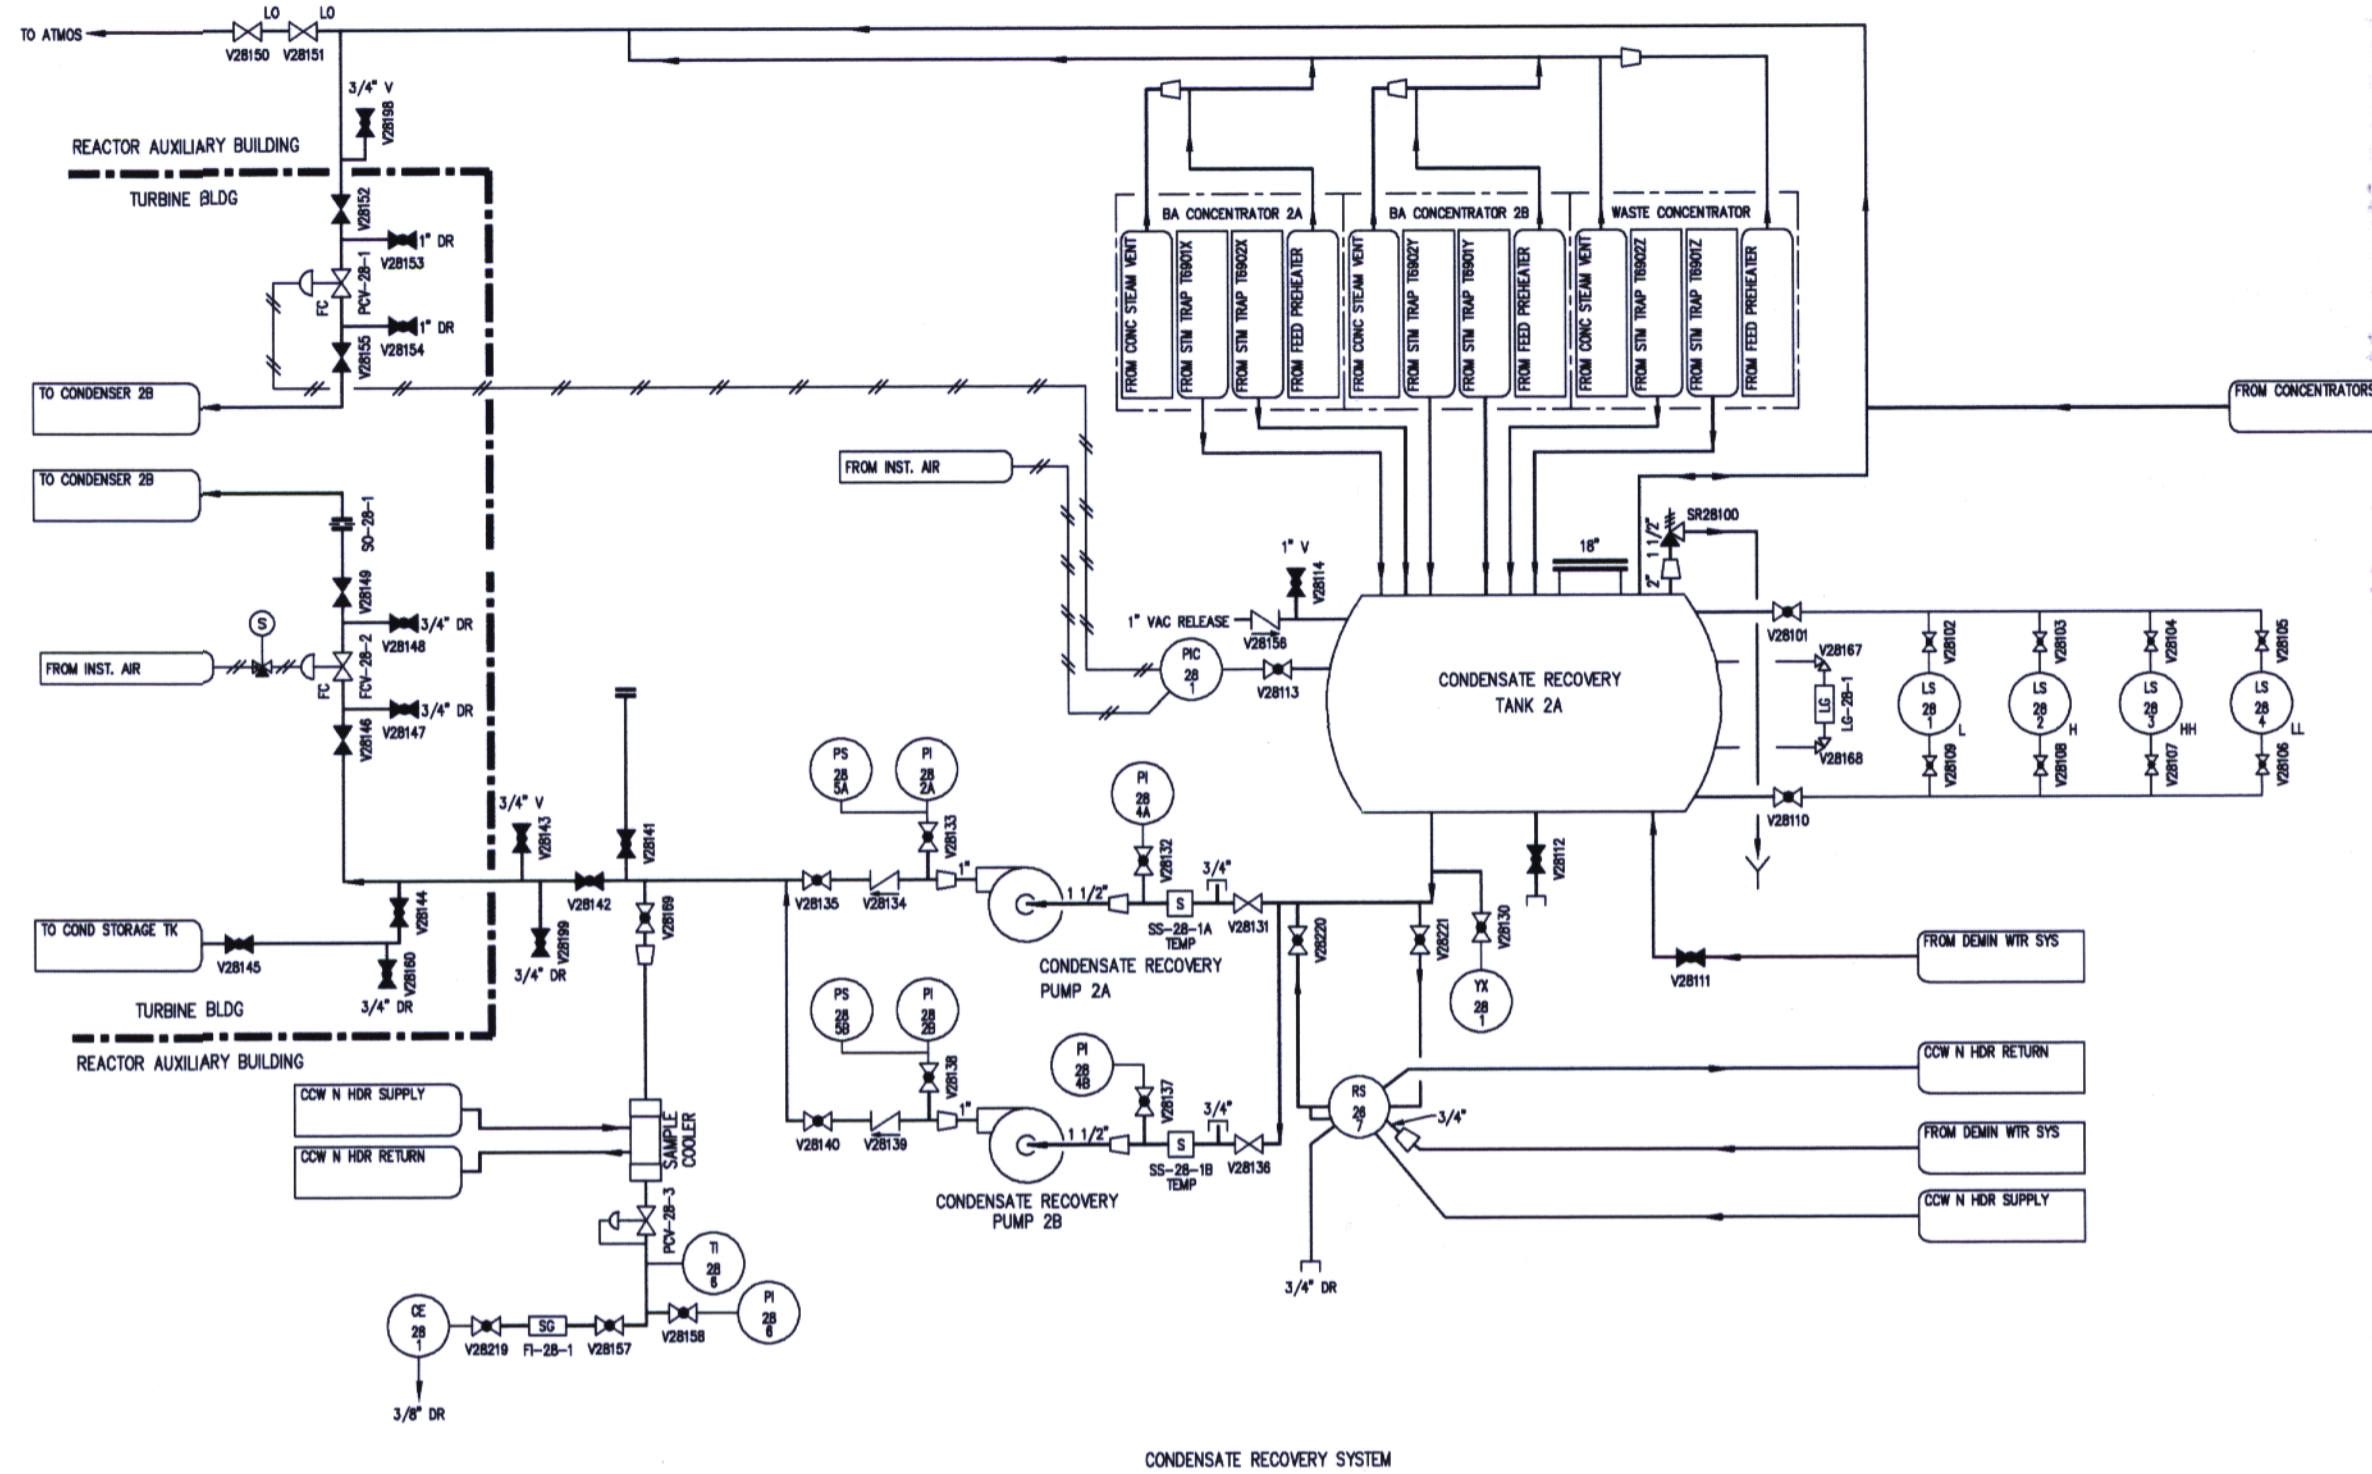 LO
LO
TO ATMOS
V28150
V28151
3/4" V
V28198
REACTOR AUXILIARY BUILDING
TURBINE BLDG
V28152
1" DR
V28153
PCV-28-1
FC
1" DR
V28154
V28155
TO CONDENSER 2B
TO CONDENSER 2B
SO-28-1
V28149
S
3/4" DR
V28148
FROM INST. AIR
FCV-28-2
FC
3/4" DR
V28147
V28146
BA CONCENTRATOR 2A
BA CONCENTRATOR 2B
WASTE CONCENTRATOR
FROM CONC STEAM VENT
FROM STM TRAP T6901X
FROM STM TRAP T6902X
FROM FEED PREHEATER
FROM CONC STEAM VENT
FROM STM TRAP T6902Y
FROM STM TRAP T6901Y
FROM FEED PREHEATER
FROM CONC STEAM VENT
FROM STM TRAP T6902Z
FROM STM TRAP T6901Z
FROM FEED PREHEATER
FROM CONCENTRATORS
FROM INST. AIR
1" V
V28114
1" VAC RELEASE
V28156
PIC
28
1
V28113
18"
2"
1 1/2"
SR28100
CONDENSATE RECOVERY
TANK 2A
V28101
V28102
V28103
V28104
V28105
V28167
LG
LG-28-1
V28168
LS
28
1
L
LS
28
2
H
LS
28
3
HH
LS
28
4
LL
V28109
V28108
V28107
V28106
V28110
3/4" V
V28143
V28141
PS
28
5A
PI
28
2A
V28133
PI
28
4A
V28132
3/4"
1"
1 1/2"
S
V28142
V28135
V28134
SS-28-1A
TEMP
V28131
V28112
V28144
V28169
V28199
3/4" DR
TO COND STORAGE TK
V28145
V28160
3/4" DR
CONDENSATE RECOVERY
PUMP 2A
V28220
V28221
V28130
YX
28
1
FROM DEMIN WTR SYS
V28111
TURBINE BLDG
REACTOR AUXILIARY BUILDING
PS
28
5B
PI
28
2B
V28138
PI
28
4B
V28137
3/4"
1"
1 1/2"
S
V28140
V28139
SS-28-1B
TEMP
V28136
CONDENSATE RECOVERY
PUMP 2B
CCW N HDR SUPPLY
CCW N HDR RETURN
SAMPLE
COOLER
RS
26
7
3/4"
CCW N HDR RETURN
FROM DEMIN WTR SYS
CCW N HDR SUPPLY
3/4" DR
PCV-28-3
TI
28
6
PI
28
6
V28158
CE
28
1
V28219
SG
FI-28-1
V28157
3/8" DR
CONDENSATE RECOVERY SYSTEM